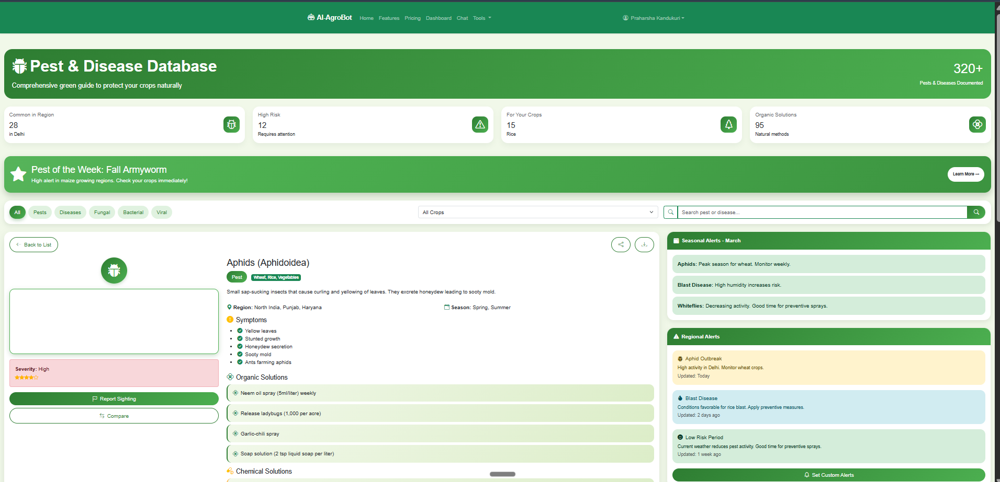 AI-AgroBot Home Features Pricing Dashboard Chat Tools Praharsha Kandukuri
Pest & Disease Database
Comprehensive green guide to protect your crops naturally
320+
Pests & Diseases Documented
Common in Region
28
in Delhi
High Risk
12
Requires attention
For Your Crops
15
Rice
Organic Solutions
95
Natural methods
Pest of the Week: Fall Armyworm
High alert in maize growing regions. Check your crops immediately!
Learn More →
All Pests Diseases Fungal Bacterial Viral
All Crops
Search pest or disease...
Back to List
Severity: High
Report Sighting
Compare
Aphids (Aphidoidea)
Pest Wheat, Rice, Vegetables
Small sap-sucking insects that cause curling and yellowing of leaves. They excrete honeydew leading to sooty mold.
Region: North India, Punjab, Haryana
Season: Spring, Summer
Symptoms
Yellow leaves
Stunted growth
Honeydew secretion
Sooty mold
Ants farming aphids
Organic Solutions
Neem oil spray (5ml/liter) weekly
Release ladybugs (1,000 per acre)
Garlic-chili spray
Soap solution (2 tsp liquid soap per liter)
Chemical Solutions
Seasonal Alerts - March
Aphids: Peak season for wheat. Monitor weekly.
Blast Disease: High humidity increases risk.
Whiteflies: Decreasing activity. Good time for preventive sprays.
Regional Alerts
Aphid Outbreak
High activity in Delhi. Monitor wheat crops.
Updated: Today
Blast Disease
Conditions favorable for rice blast. Apply preventive measures.
Updated: 2 days ago
Low Risk Period
Current weather reduces pest activity. Good time for preventive sprays.
Updated: 1 week ago
Set Custom Alerts